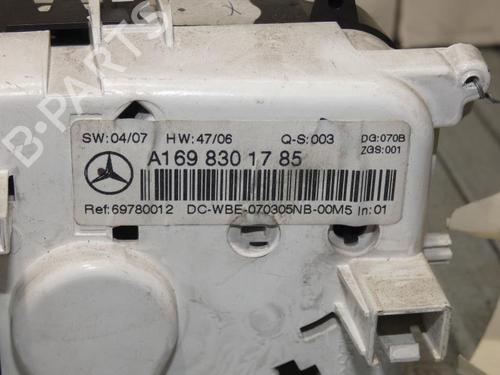 B-PARTS
SW:04/07 HW:47/06 Q-S:003 DG:070B
ZGS:001
A169 830 17 85
Ref:69780012 DC-WBE-070305NB-00M5 In:01